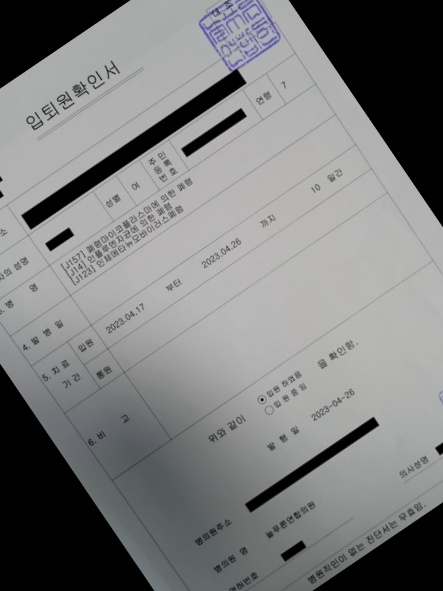 입퇴원확인서
소
자의 성명 성별 여 주민등록번호 연령 7
3. 병 명 [J157] 폐렴마이코플라스마에 의한 폐렴
[J14] 인플루엔자균에 의한 폐렴
[J123] 인체메타뉴모바이러스폐렴
4. 발 병 일
5. 치료기간 입원 2023.04.17 부터 2023.04.26 까지 10 일간
통원
6. 비 고
위와 같이 입원 하였음 을 확인함.
입원 중임
발 행 일 2023-04-26
병의원주소
병의원 명 늘푸른연합의원
면허번호 의사성명
병원직인이 없는 진단서는 무효임.